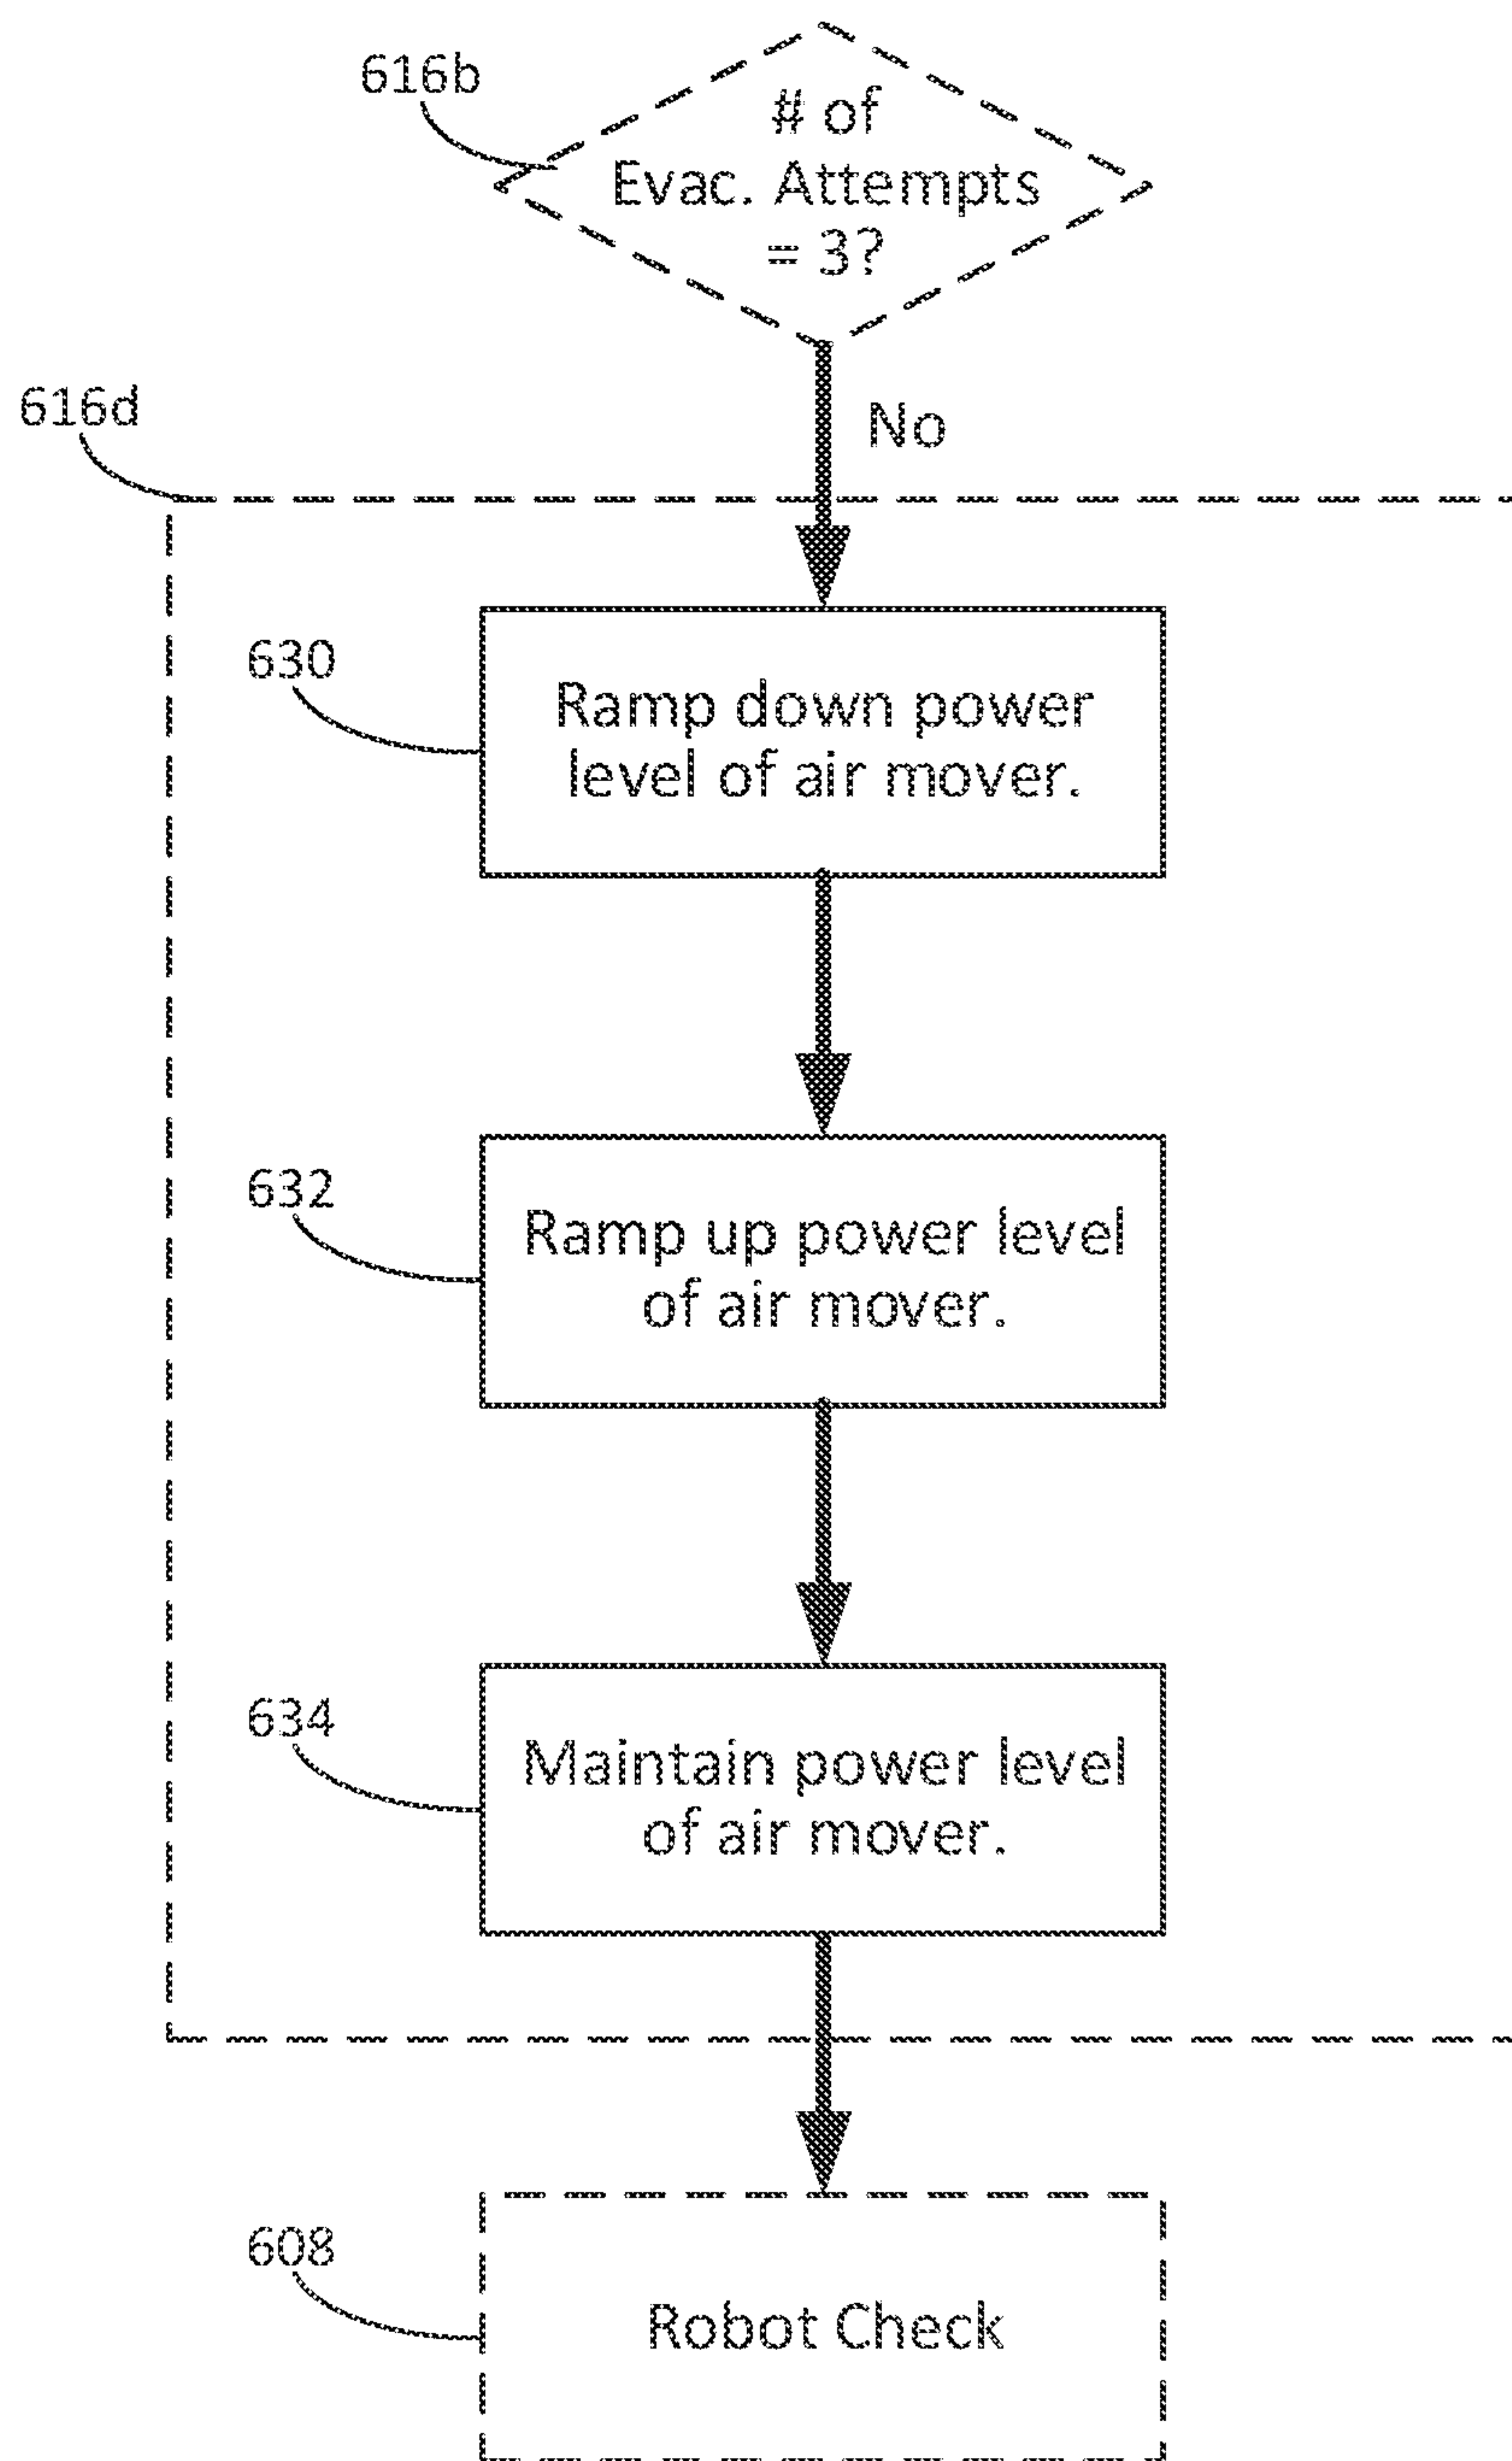 616b
# of
Evac. Attempts
= 3?
616d
No
630
Ramp down power
level of air mover.
632
Ramp up power level
of air mover.
634
Maintain power level
of air mover.
608
Robot Check